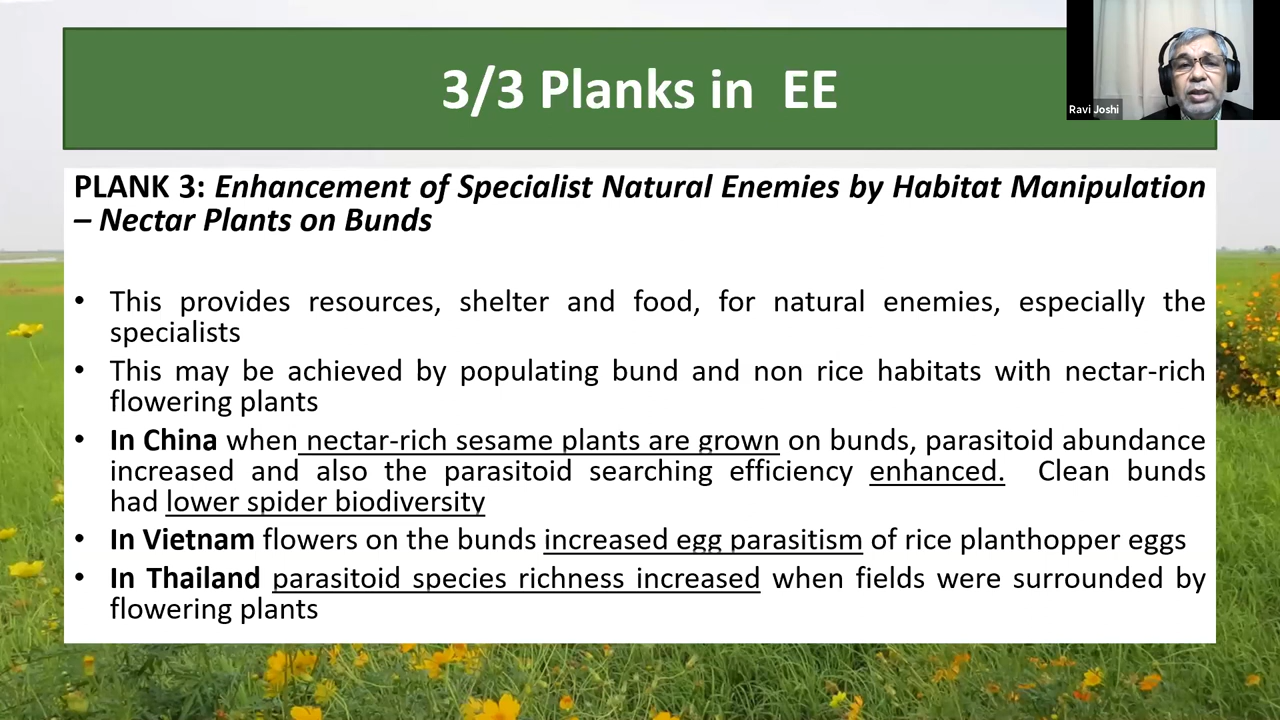 3/3 Planks in EE
Ravi Joshi
PLANK 3: Enhancement of Specialist Natural Enemies by Habitat Manipulation
– Nectar Plants on Bunds
• This provides resources, shelter and food, for natural enemies, especially the
specialists
• This may be achieved by populating bund and non rice habitats with nectar-rich
flowering plants
• In China when nectar-rich sesame plants are grown on bunds, parasitoid abundance
increased and also the parasitoid searching efficiency enhanced. Clean bunds
had lower spider biodiversity
• In Vietnam flowers on the bunds increased egg parasitism of rice planthopper eggs
• In Thailand parasitoid species richness increased when fields were surrounded by
flowering plants